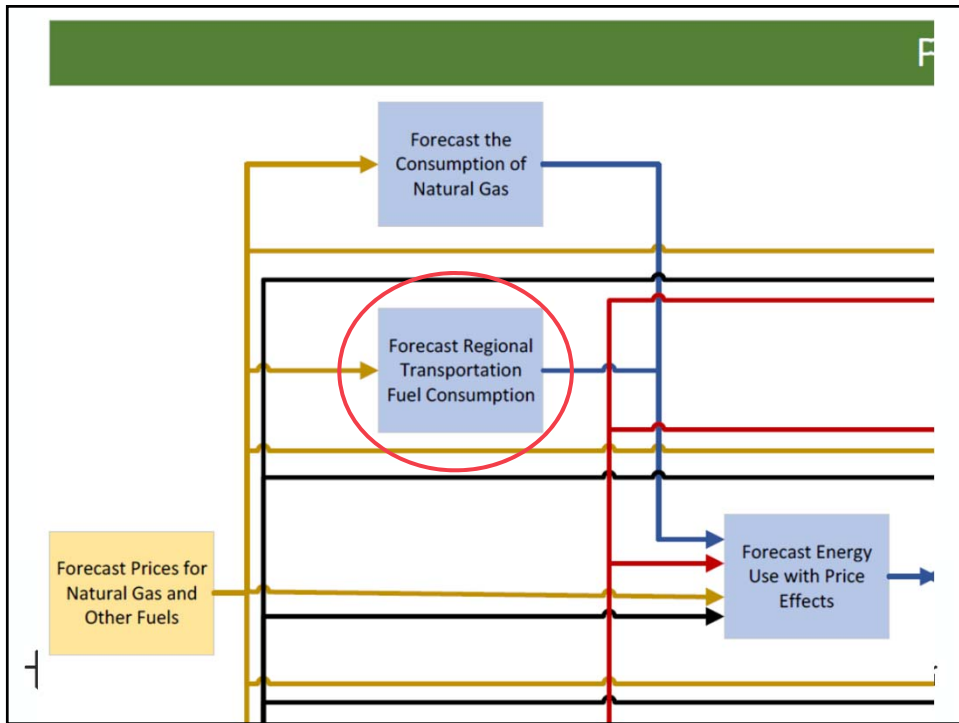 Forecast the
Consumption of
Natural Gas
Forecast Regional
Transportation
Fuel Consumption
Forecast Prices for
Natural Gas and
Other Fuels
Forecast Energy
Use with Price
Effects